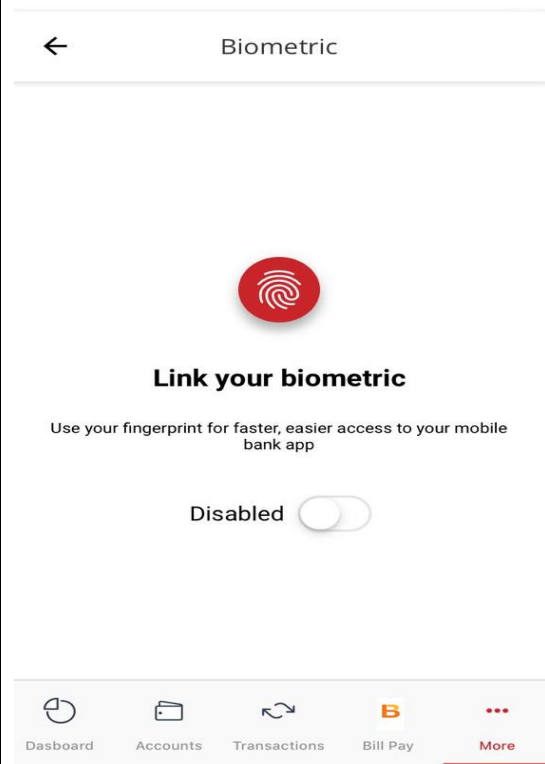 Biometric
Link your biometric
Use your fingerprint for faster, easier access to your mobile
bank app
Disabled
B
Dasboard Accounts Transactions Bill Pay More